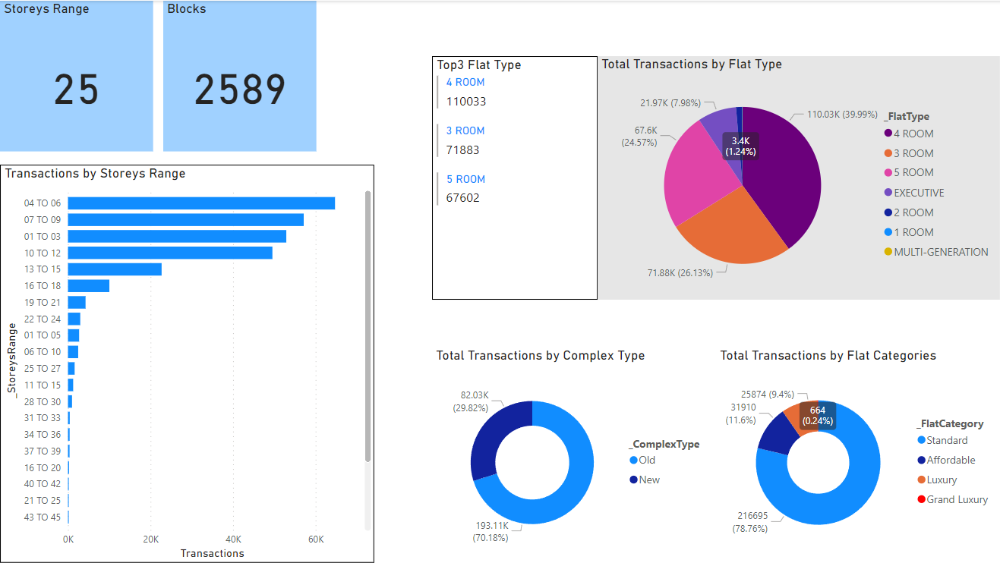 Storeys Range
25
Blocks
2589
Transactions by Storeys Range
_StoreysRange
04 TO 06
07 TO 09
01 TO 03
10 TO 12
13 TO 15
16 TO 18
19 TO 21
22 TO 24
01 TO 05
06 TO 10
25 TO 27
11 TO 15
28 TO 30
31 TO 33
34 TO 36
37 TO 39
16 TO 20
40 TO 42
21 TO 25
43 TO 45
0K 20K 40K 60K
Transactions
Top3 Flat Type
4 ROOM
110033
3 ROOM
71883
5 ROOM
67602
Total Transactions by Flat Type
21.97K (7.98%)
110.03K (39.99%)
67.6K
(24.57%)
3.4K
(1.24%)
71.88K (26.13%)
_FlatType
4 ROOM
3 ROOM
5 ROOM
EXECUTIVE
2 ROOM
1 ROOM
MULTI-GENERATION
Total Transactions by Complex Type
82.03K
(29.82%)
193.11K
(70.18%)
_ComplexType
Old
New
Total Transactions by Flat Categories
25874 (9.4%)
31910
(11.6%)
664
(0.24%)
216695
(78.76%)
_FlatCategory
Standard
Affordable
Luxury
Grand Luxury